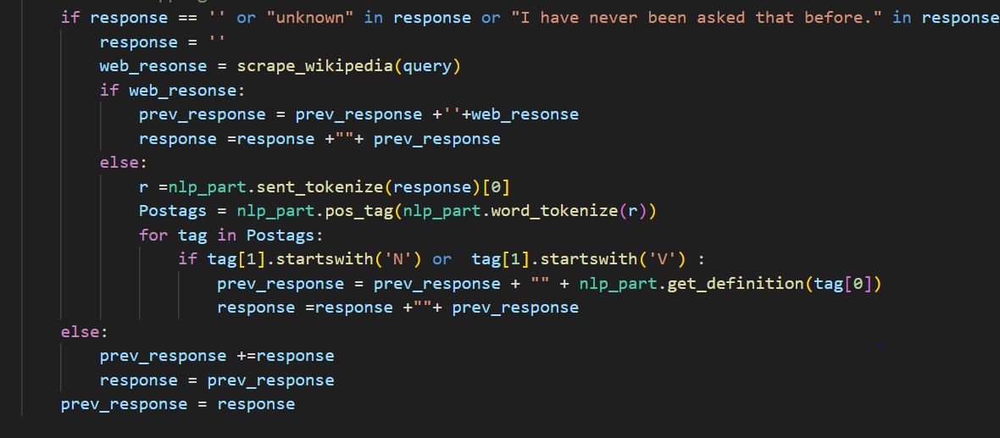 if response == '' or "unknown" in response or "I have never been asked that before." in response
response = ''
web_resonse = scrape_wikipedia(query)
if web_resonse:
prev_response = prev_response +''+web_resonse
response =response +""+ prev_response
else:
r =nlp_part.sent_tokenize(response)[0]
Postags = nlp_part.pos_tag(nlp_part.word_tokenize(r))
for tag in Postags:
if tag[1].startswith('N') or  tag[1].startswith('V') :
prev_response = prev_response + "" + nlp_part.get_definition(tag[0])
response =response +""+ prev_response
else:
prev_response +=response
response = prev_response
prev_response = response